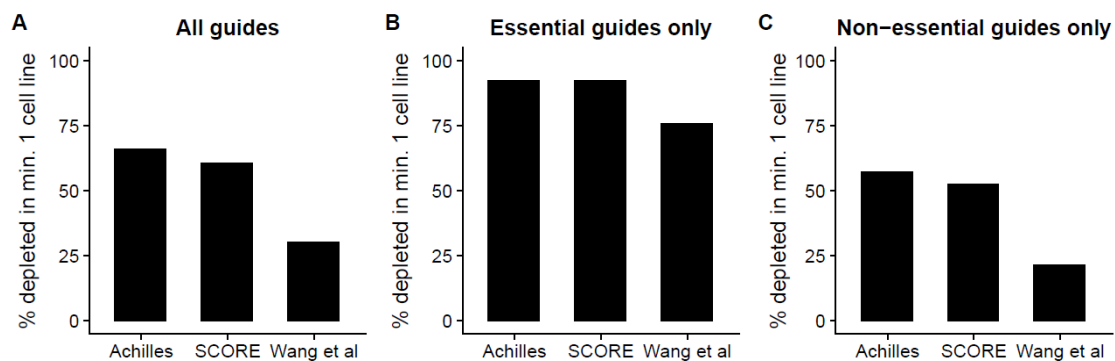 A
All guides
% depleted in min. 1 cell line
100
75
50
25
0
Achilles SCORE Wang et al
B
Essential guides only
% depleted in min. 1 cell line
100
75
50
25
0
Achilles SCORE Wang et al
C
Non−essential guides only
% depleted in min. 1 cell line
100
75
50
25
0
Achilles SCORE Wang et al